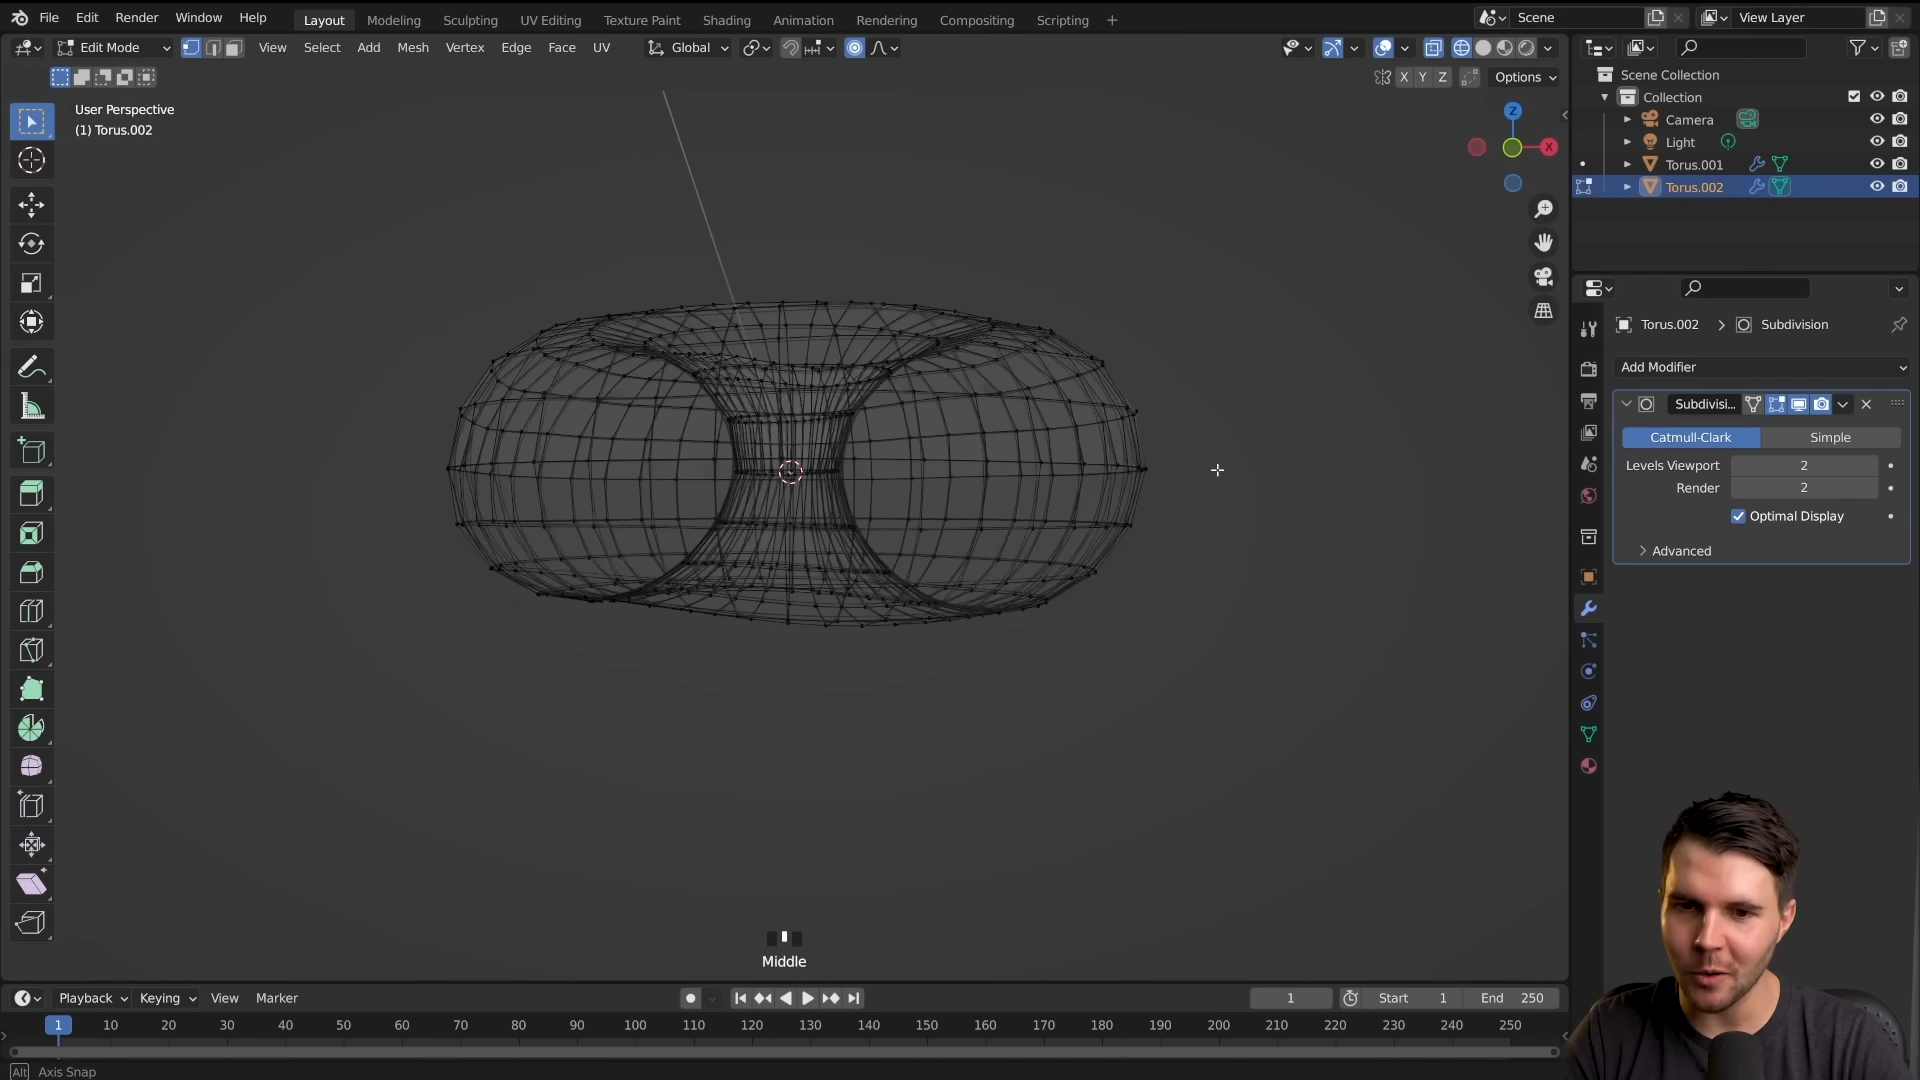 File Edit Render Window Help Layout Modeling Sculpting UV Editing Texture Paint Shading Animation Rendering Compositing Scripting + Scene View Layer
Edit Mode View Select Add Mesh Vertex Edge Face UV Global
X Y Z Options
User Perspective
(1) Torus.002
Z
X
Scene Collection
Collection
Camera
Light
Torus.001
Torus.002
Torus.002 > Subdivision
Add Modifier
Subdivisi...
Catmull-Clark Simple
Levels Viewport 2
Render 2
Optimal Display
Advanced
Middle
Playback Keying View Marker 1 Start 1 End 250
1 10 20 30 40 50 60 70 80 90 100 110 120 130 140 150 160 170 180 190 200 210 220 230 240 250
Alt Axis Snap